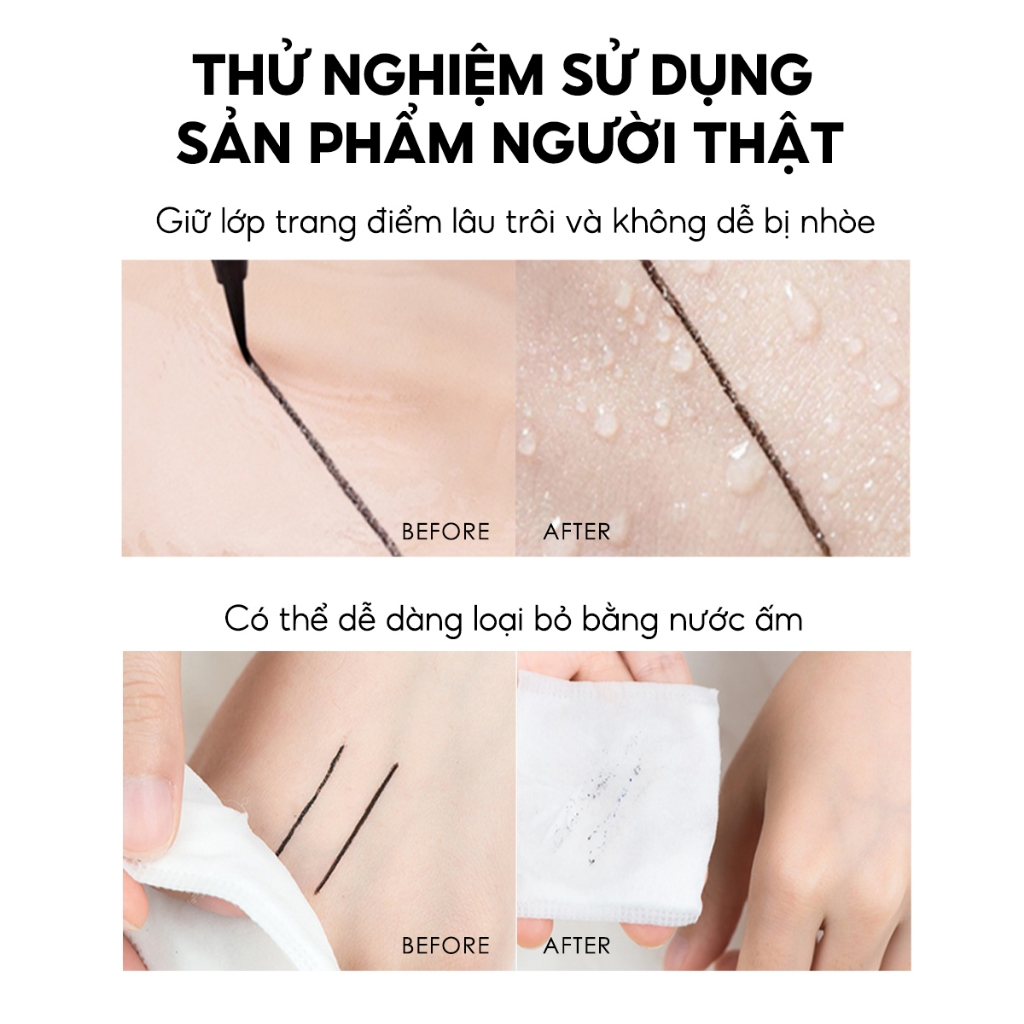 THỬ NGHIỆM SỬ DỤNG
SẢN PHẨM NGƯỜI THẬT
Giữ lớp trang điểm lâu trôi và không dễ bị nhòe
BEFORE
AFTER
Có thể dễ dàng loại bỏ bằng nước ấm
BEFORE
AFTER